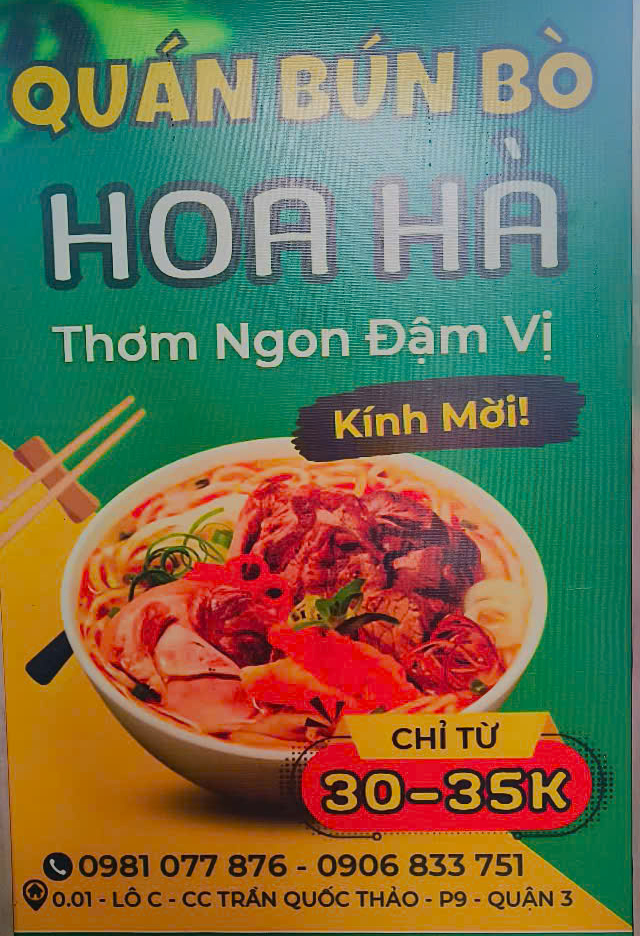 QUÁN BÚN BÒ
HOA HÀ
Thơm Ngon Đậm Vị
Kính Mời!
CHỈ TỪ
30-35K
0981 077 876 - 0906 833 751
0.01 - LÔ C - CC TRẦN QUỐC THẢO - P9 - QUẬN 3